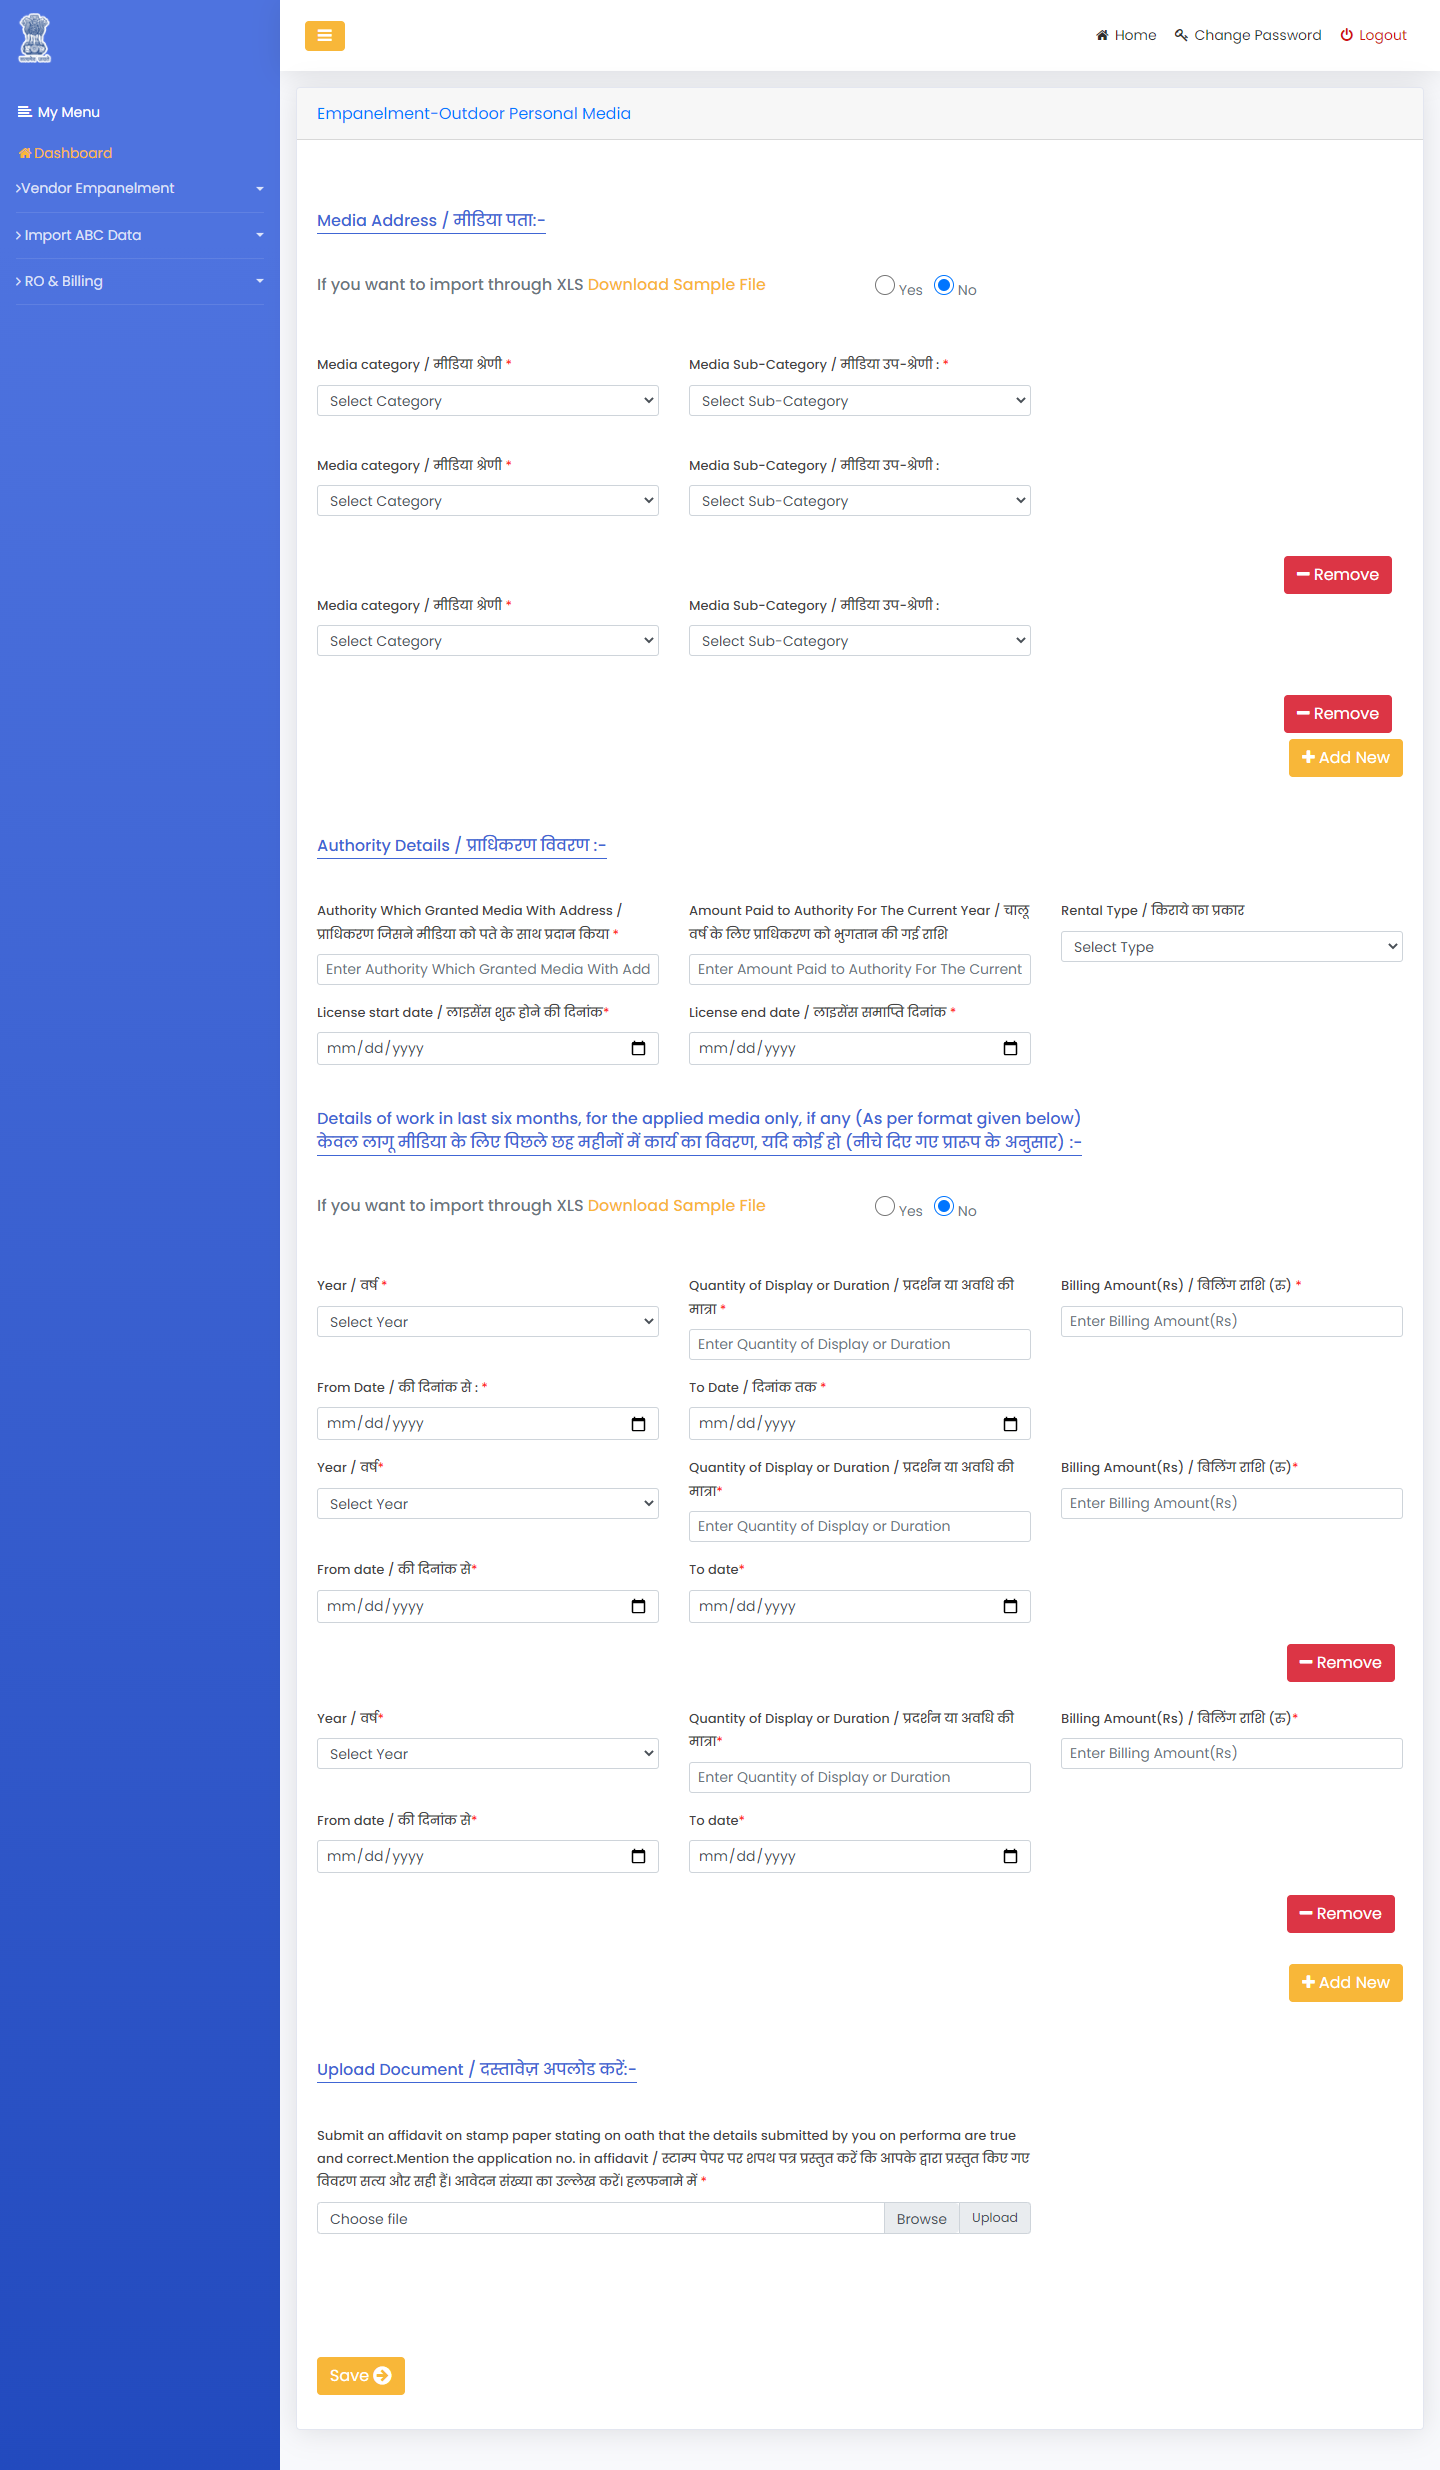 Home
Change Password
Logout
My Menu
Dashboard
Vendor Empanelment
Import ABC Data
RO & Billing
Empanelment-Outdoor Personal Media
Media Address / मीडिया पता:-
If you want to import through XLS Download Sample File
Yes
No
Media category / मीडिया श्रेणी *
Media Sub-Category / मीडिया उप-श्रेणी : *
Select Category
Select Sub-Category
Media category / मीडिया श्रेणी *
Media Sub-Category / मीडिया उप-श्रेणी :
Select Category
Select Sub-Category
Remove
Media category / मीडिया श्रेणी *
Media Sub-Category / मीडिया उप-श्रेणी :
Select Category
Select Sub-Category
Remove
Add New
Authority Details / प्राधिकरण विवरण :-
Authority Which Granted Media With Address /
प्राधिकरण जिसने मीडिया को पते के साथ प्रदान किया *
Enter Authority Which Granted Media With Add
Amount Paid to Authority For The Current Year / चालू
वर्ष के लिए प्राधिकरण को भुगतान की गई राशि
Enter Amount Paid to Authority For The Current
Rental Type / किराये का प्रकार
Select Type
License start date / लाइसेंस शुरू होने की दिनांक*
mm/dd/yyyy
License end date / लाइसेंस समाप्ति दिनांक *
mm/dd/yyyy
Details of work in last six months, for the applied media only, if any (As per format given below)
केवल लागू मीडिया के लिए पिछले छह महीनों में कार्य का विवरण, यदि कोई हो (नीचे दिए गए प्रारूप के अनुसार) :-
If you want to import through XLS Download Sample File
Yes
No
Year / वर्ष *
Select Year
Quantity of Display or Duration / प्रदर्शन या अवधि की
मात्रा *
Enter Quantity of Display or Duration
Billing Amount(Rs) / बिलिंग राशि (रु) *
Enter Billing Amount(Rs)
From Date / की दिनांक से : *
mm/dd/yyyy
To Date / दिनांक तक *
mm/dd/yyyy
Year / वर्ष*
Select Year
Quantity of Display or Duration / प्रदर्शन या अवधि की
मात्रा*
Enter Quantity of Display or Duration
Billing Amount(Rs) / बिलिंग राशि (रु)*
Enter Billing Amount(Rs)
From date / की दिनांक से*
mm/dd/yyyy
To date*
mm/dd/yyyy
Remove
Year / वर्ष*
Select Year
Quantity of Display or Duration / प्रदर्शन या अवधि की
मात्रा*
Enter Quantity of Display or Duration
Billing Amount(Rs) / बिलिंग राशि (रु)*
Enter Billing Amount(Rs)
From date / की दिनांक से*
mm/dd/yyyy
To date*
mm/dd/yyyy
Remove
Add New
Upload Document / दस्तावेज़ अपलोड करें:-
Submit an affidavit on stamp paper stating on oath that the details submitted by you on performa are true
and correct.Mention the application no. in affidavit / स्टाम्प पेपर पर शपथ पत्र प्रस्तुत करें कि आपके द्वारा प्रस्तुत किए गए
विवरण सत्य और सही हैं। आवेदन संख्या का उल्लेख करें। हलफनामे में *
Choose file
Browse
Upload
Save